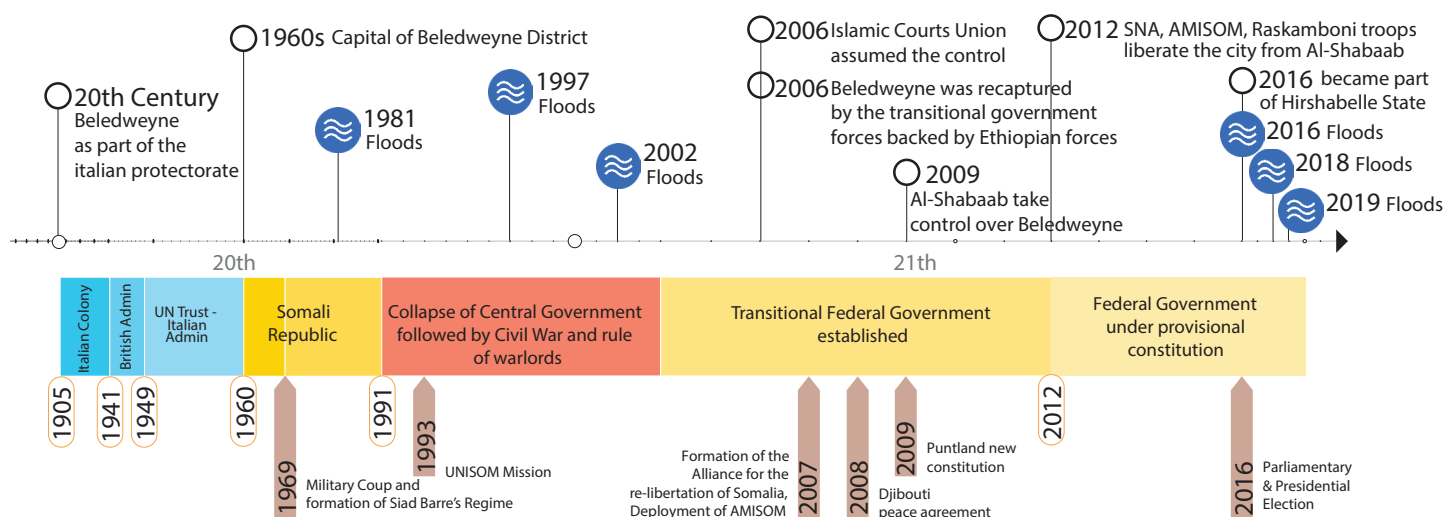 20th Century
Beledweyne
as part of the
italian protectorate
1960s Capital of Beledweyne District
1981
Floods
1997
Floods
2002
Floods
2006 Islamic Courts Union
assumed the control
2006 Beledweyne was recaptured
by the transitional government
forces backed by Ethiopian forces
2009
Al-Shabaab take
control over Beledweyne
2012 SNA, AMISOM, Raskamboni troops
liberate the city from Al-Shabaab
2016 became part
of Hirshabelle State
2016 Floods
2018 Floods
2019 Floods
20th
21th
Italian Colony
British Admin
UN Trust -
Italian
Admin
Somali
Republic
Collapse of Central Government
followed by Civil War and rule
of warlords
Transitional Federal Government
established
Federal Government
under provisional
constitution
1905
1941
1949
1960
1991
2012
1969
Military Coup and
formation of Siad Barre's Regime
1993
UNISOM Mission
Formation of the
Alliance for the
re-libertation of Somalia,
Deployment of AMISOM
2007
2008
Djibouti
peace agreement
2009
Puntland new
constitution
2016
Parliamentary
& Presidential
Election